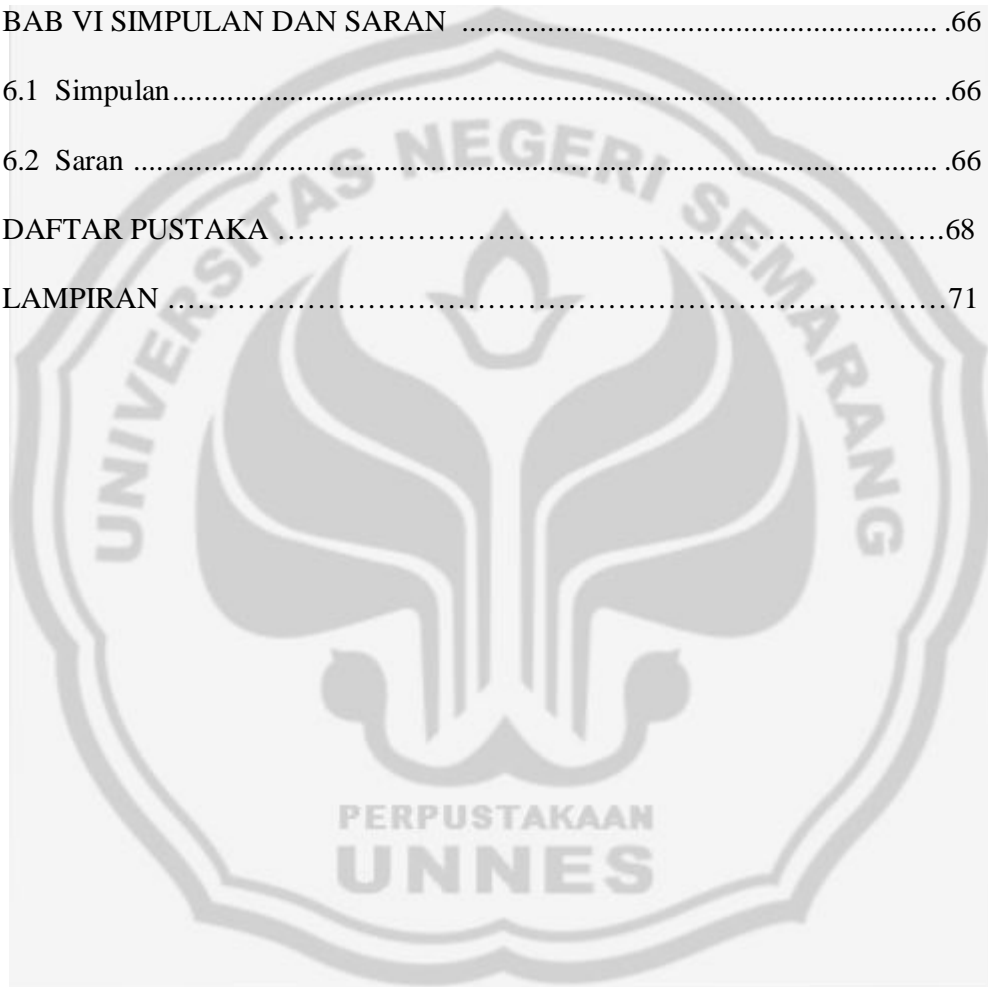 BAB VI SIMPULAN DAN SARAN ........................................................... .66
6.1 Simpulan................................................................................................ .66
6.2 Saran ..................................................................................................... .66
DAFTAR PUSTAKA …………………………………………………………….68
LAMPIRAN ……………………………………………………………………….71
UNIVERSITAS NEGERI SEMARANG
PERPUSTAKAAN
UNNES